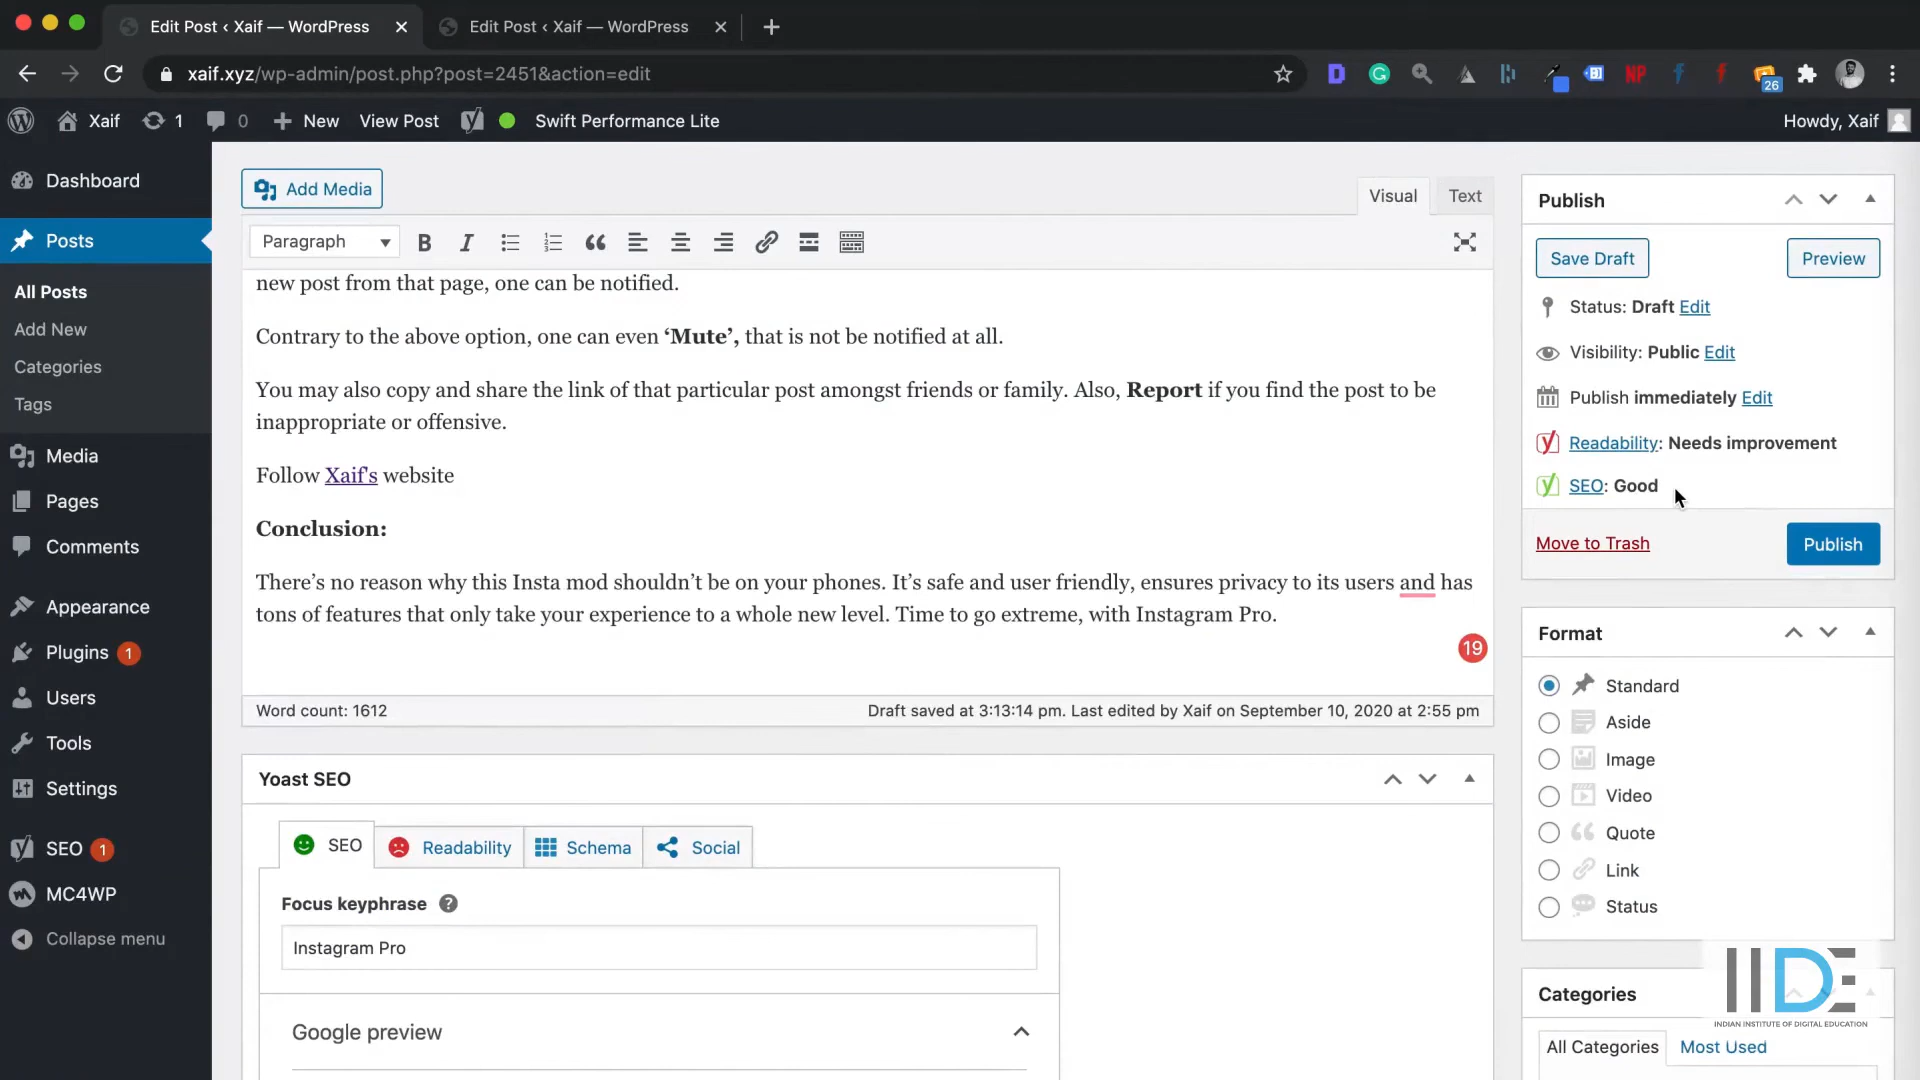 Edit Post ‹ Xaif — WordPress
Edit Post ‹ Xaif — WordPress
xaif.xyz/wp-admin/post.php?post=2451&action=edit
26
Xaif
1
0
New
View Post
Swift Performance Lite
Howdy, Xaif
Dashboard
Posts
All Posts
Add New
Categories
Tags
Media
Pages
Comments
Appearance
Plugins 1
Users
Tools
Settings
SEO 1
MC4WP
Collapse menu
Add Media
Visual
Text
Paragraph
new post from that page, one can be notified.
Contrary to the above option, one can even ‘Mute’, that is not be notified at all.
You may also copy and share the link of that particular post amongst friends or family. Also, Report if you find the post to be
inappropriate or offensive.
Follow Xaif's website
Conclusion:
There’s no reason why this Insta mod shouldn’t be on your phones. It’s safe and user friendly, ensures privacy to its users and has
tons of features that only take your experience to a whole new level. Time to go extreme, with Instagram Pro.
19
Word count: 1612
Draft saved at 3:13:14 pm. Last edited by Xaif on September 10, 2020 at 2:55 pm
Yoast SEO
SEO
Readability
Schema
Social
Focus keyphrase
Instagram Pro
Google preview
Publish
Save Draft
Preview
Status: Draft Edit
Visibility: Public Edit
Publish immediately Edit
Readability: Needs improvement
SEO: Good
Move to Trash
Publish
Format
Standard
Aside
Image
Video
Quote
Link
Status
Categories
IIDE
INDIAN INSTITUTE OF DIGITAL EDUCATION
All Categories
Most Used